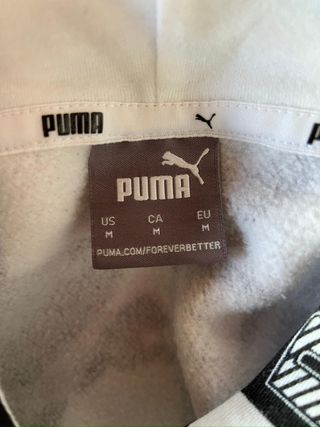 PUMA
PUMA
US CA EU
M M M
PUMA.COM/FOREVERBETTER